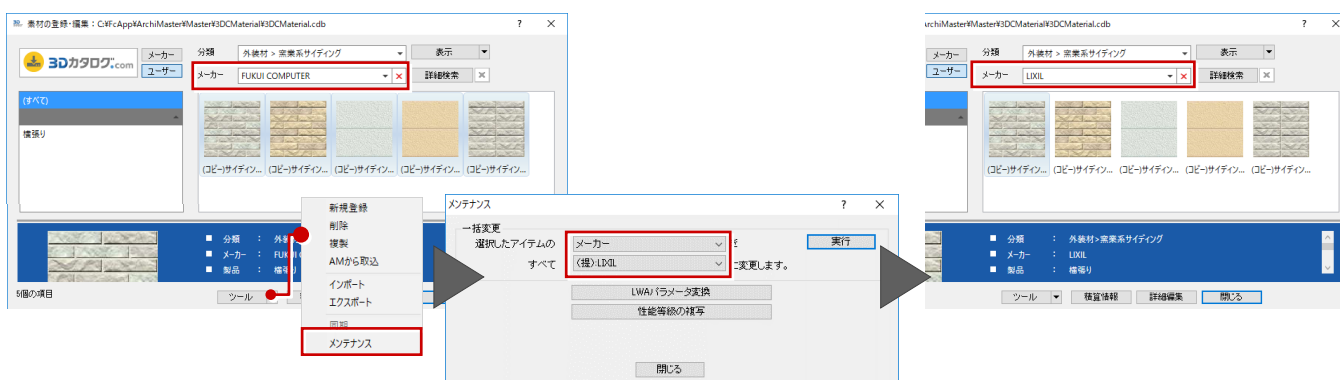 素材の登録・編集：C:¥FcApp¥ArchiMaster¥Master¥3DCMaterial¥3DCMaterial.cdb
? ×
3Dカタログ.com
メーカー
ユーザー
分類 外装材 > 窯業系サイディング 表示
メーカー FUKUI COMPUTER × 詳細検索 ×
(すべて)
横張り
(コピー)サイディン... (コピー)サイディン... (コピー)サイディン... (コピー)サイディン... (コピー)サイディン...
■ 分類 ： 外装
■ メーカー ： FUKUI
■ 製品 ： 横張り
5個の項目
ツール
新規登録
削除
複製
AMから取込
インポート
エクスポート
同期
メンテナンス
メンテナンス ? ×
一括変更
選択したアイテムの メーカー を 実行
すべて (提):LIXIL に変更します。
LWAパラメータ変換
性能等級の複写
閉じる
ArchiMaster¥Master¥3DCMaterial¥3DCMaterial.cdb ? ×
メーカー
ユーザー
分類 外装材 > 窯業系サイディング 表示
メーカー LIXIL × 詳細検索 ×
(コピー)サイディン... (コピー)サイディン... (コピー)サイディン... (コピー)サイディン... (コピー)サイディン...
■ 分類 ： 外装材>窯業系サイディング
■ メーカー ： LIXIL
■ 製品 ： 横張り
ツール 積算情報 詳細編集 閉じる